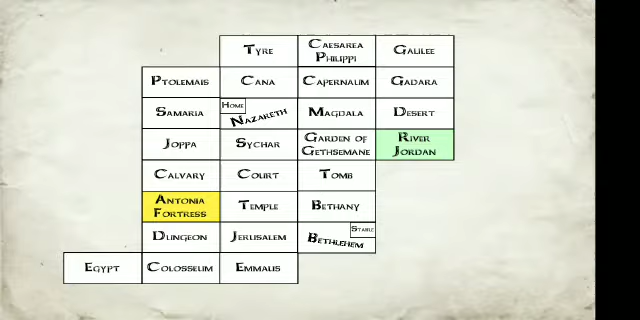 Tyre
Caesarea
Philippi
Galilee
Ptolemais
Cana
Capernaum
Gadara
Samaria
Home
Nazareth
Magdala
Desert
Joppa
Sychar
Garden of
Gethsemane
River
Jordan
Calvary
Court
Tomb
Antonia
Fortress
Temple
Bethany
Dungeon
Jerusalem
Stable
Bethlehem
Egypt
Colosseum
Emmaus